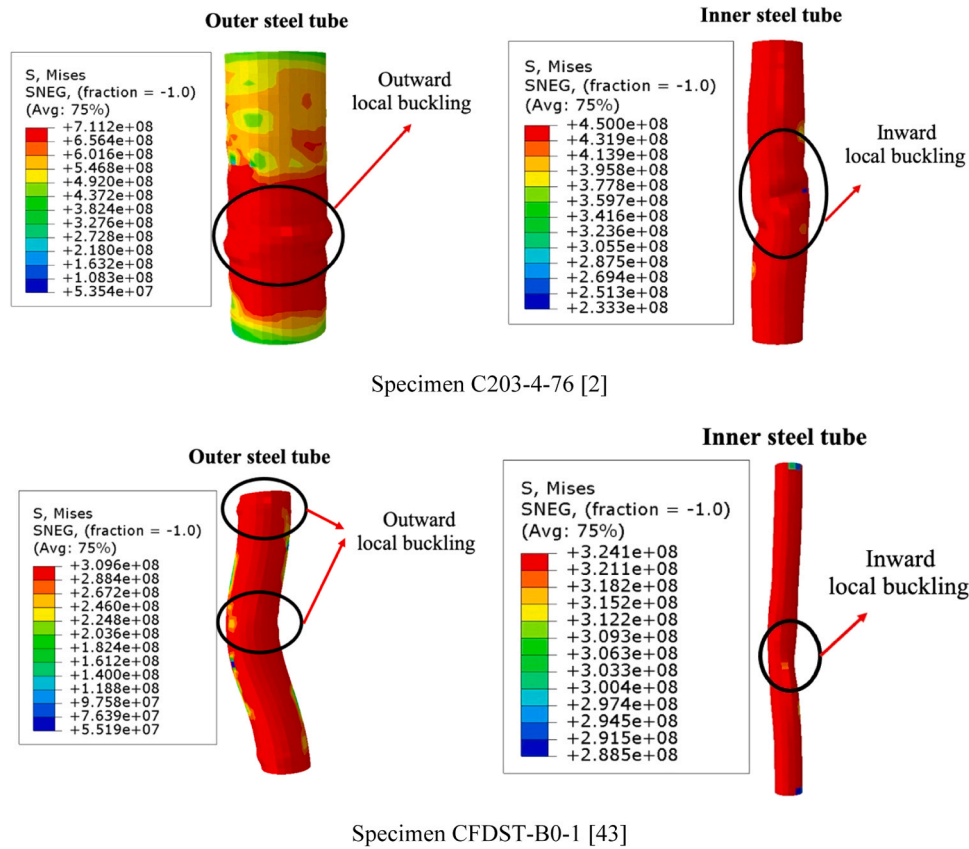 Outer steel tube
S, Mises
SNEG, (fraction = -1.0)
(Avg: 75%)
+7.112e+08
+6.564e+08
+6.016e+08
+5.468e+08
+4.920e+08
+4.372e+08
+3.824e+08
+3.276e+08
+2.728e+08
+2.180e+08
+1.632e+08
+1.083e+08
+5.354e+07
Outward
local buckling
Inner steel tube
S, Mises
SNEG, (fraction = -1.0)
(Avg: 75%)
+4.500e+08
+4.319e+08
+4.139e+08
+3.958e+08
+3.778e+08
+3.597e+08
+3.416e+08
+3.236e+08
+3.055e+08
+2.875e+08
+2.694e+08
+2.513e+08
+2.333e+08
Inward
local buckling
Specimen C203-4-76 [2]
Outer steel tube
S, Mises
SNEG, (fraction = -1.0)
(Avg: 75%)
+3.096e+08
+2.884e+08
+2.672e+08
+2.460e+08
+2.248e+08
+2.036e+08
+1.824e+08
+1.612e+08
+1.400e+08
+1.188e+08
+9.758e+07
+7.639e+07
+5.519e+07
Outward
local buckling
Inner steel tube
S, Mises
SNEG, (fraction = -1.0)
(Avg: 75%)
+3.241e+08
+3.211e+08
+3.182e+08
+3.152e+08
+3.122e+08
+3.093e+08
+3.063e+08
+3.033e+08
+3.004e+08
+2.974e+08
+2.945e+08
+2.915e+08
+2.885e+08
Inward
local buckling
Specimen CFDST-B0-1 [43]